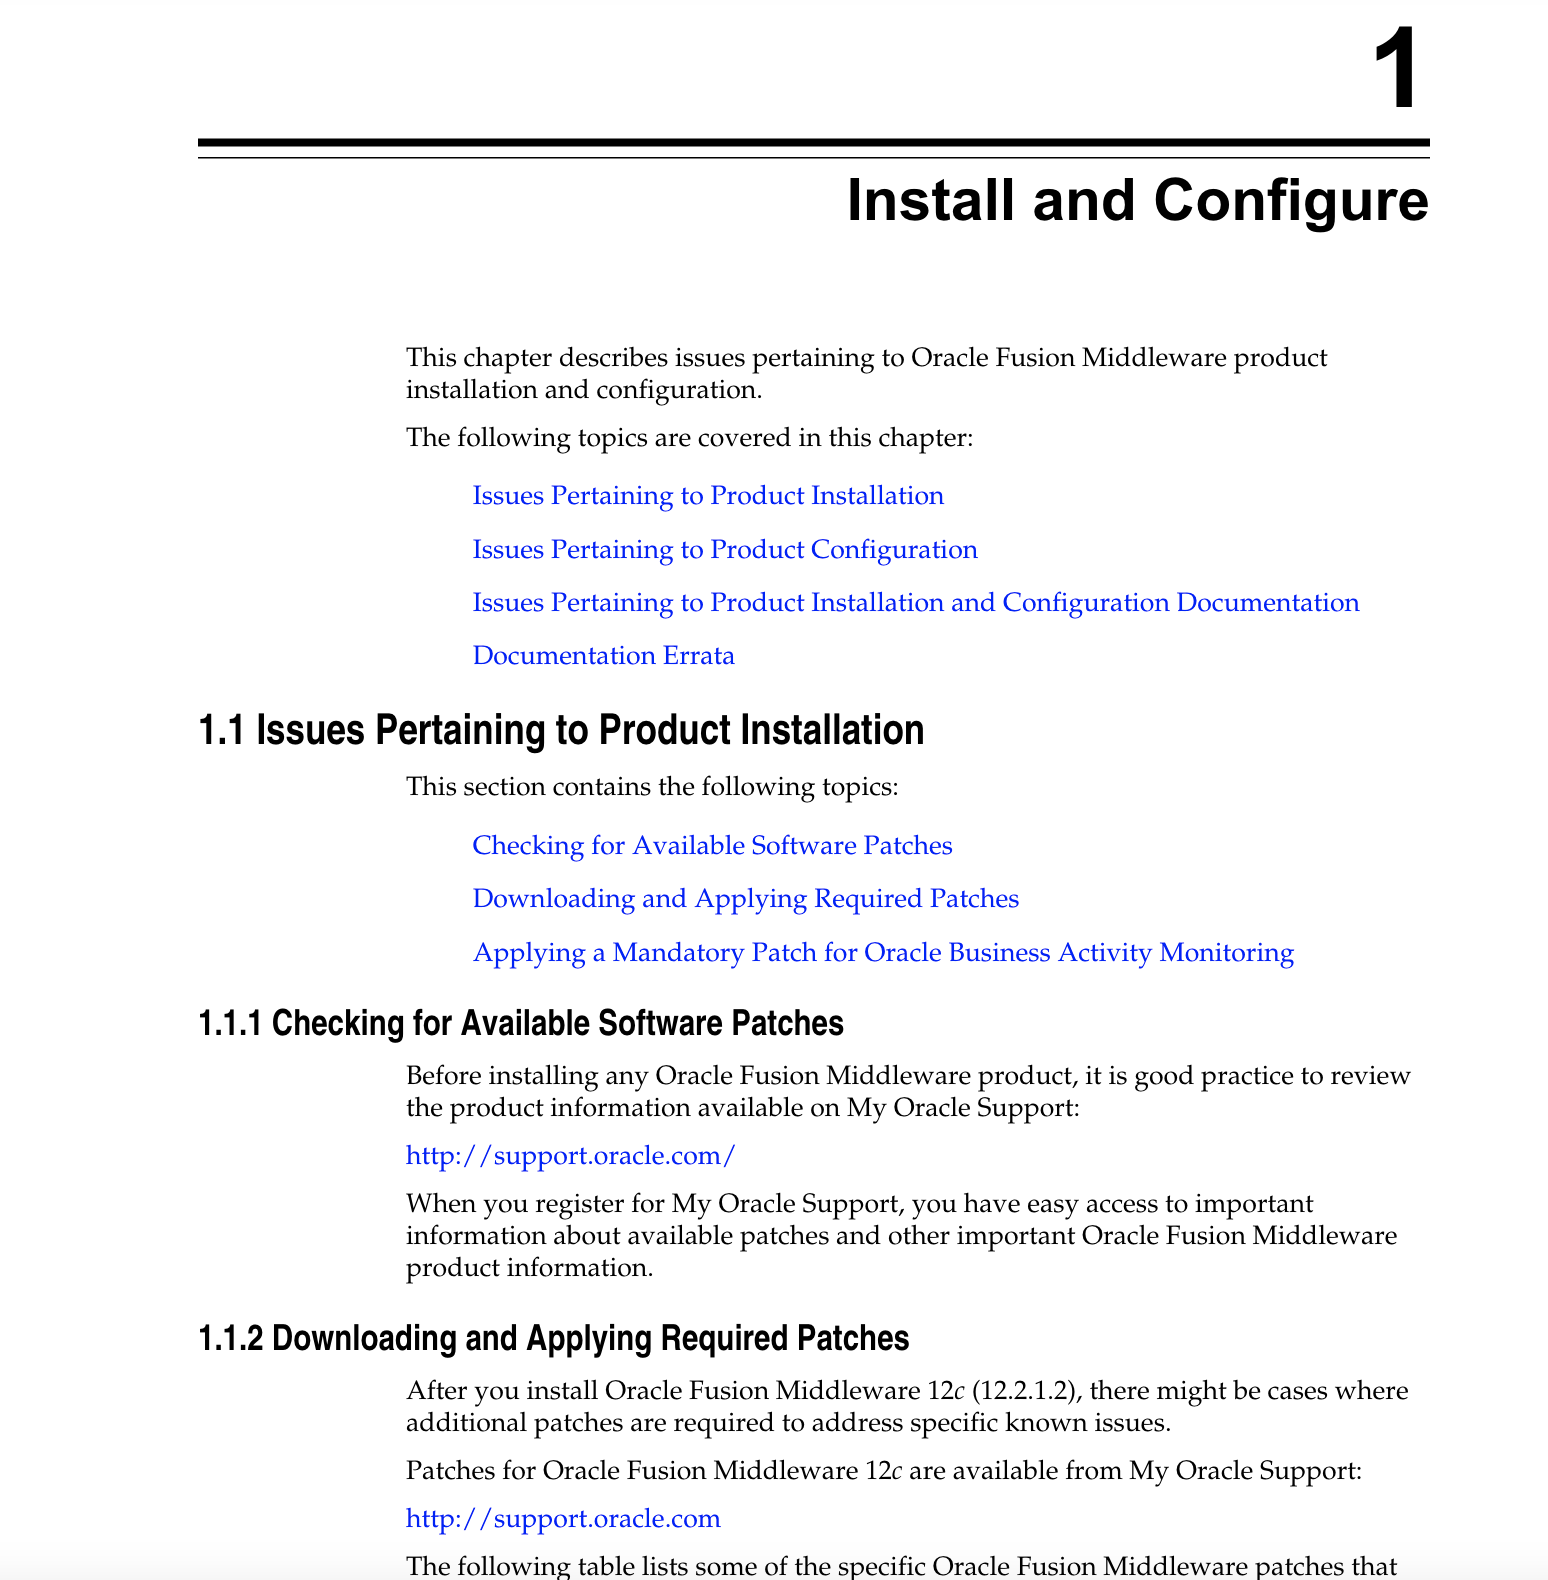 1
Install and Configure
This chapter describes issues pertaining to Oracle Fusion Middleware product
installation and configuration.
The following topics are covered in this chapter:
Issues Pertaining to Product Installation
Issues Pertaining to Product Configuration
Issues Pertaining to Product Installation and Configuration Documentation
Documentation Errata
1.1 Issues Pertaining to Product Installation
This section contains the following topics:
Checking for Available Software Patches
Downloading and Applying Required Patches
Applying a Mandatory Patch for Oracle Business Activity Monitoring
1.1.1 Checking for Available Software Patches
Before installing any Oracle Fusion Middleware product, it is good practice to review
the product information available on My Oracle Support:
http://support.oracle.com/
When you register for My Oracle Support, you have easy access to important
information about available patches and other important Oracle Fusion Middleware
product information.
1.1.2 Downloading and Applying Required Patches
After you install Oracle Fusion Middleware 12c (12.2.1.2), there might be cases where
additional patches are required to address specific known issues.
Patches for Oracle Fusion Middleware 12c are available from My Oracle Support:
http://support.oracle.com
The following table lists some of the specific Oracle Fusion Middleware patches that